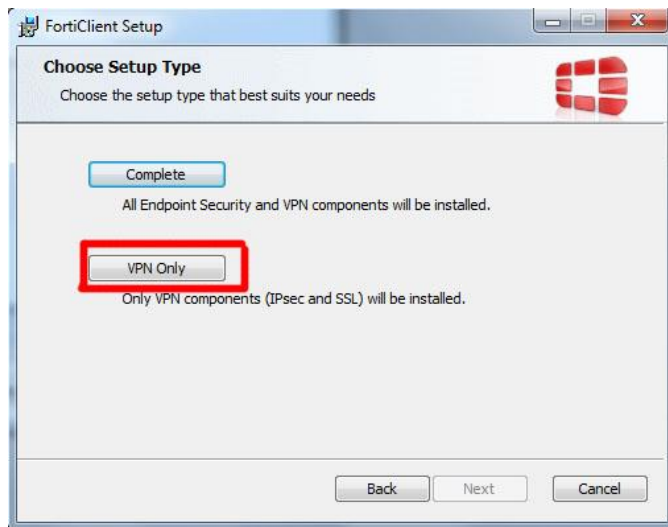 FortiClient Setup
Choose Setup Type
Choose the setup type that best suits your needs
Complete
All Endpoint Security and VPN components will be installed.
VPN Only
Only VPN components (IPsec and SSL) will be installed.
Back Next Cancel